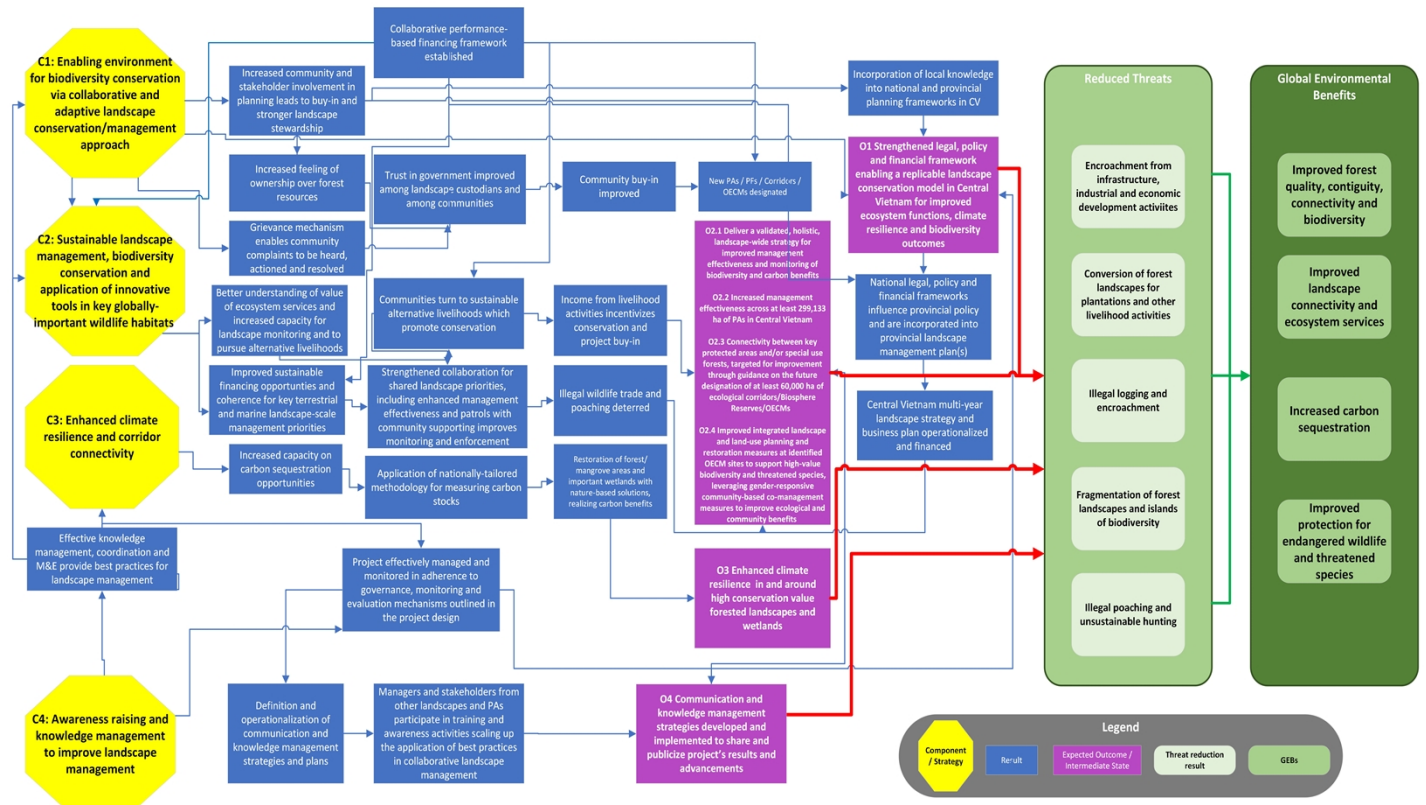 C1: Enabling environment
for biodiversity conservation
via collaborative and
adaptive landscape
conservation/management
approach
C2: Sustainable landscape
management, biodiversity
conservation and
application of innovative
tools in key globally-
important wildlife habitats
C3: Enhanced climate
resilience and corridor
connectivity
Effective knowledge
management, coordination and
M&E provide best practices for
landscape management
C4: Awareness raising and
knowledge management
to improve landscape
management
Collaborative performance-
based financing framework
established
Increased community and
stakeholder involvement in
planning leads to buy-in and
stronger landscape
stewardship
Increased feeling of
ownership over forest
resources
Trust in government improved
among landscape custodians and
among communities
Community buy-in
improved
New PAs / PFs / Corridors /
OECMs designated
Grievance mechanism
enables community
complaints to be heard,
actioned and resolved
Better understanding of value
of ecosystem services and
increased capacity for
landscape monitoring and to
pursue alternative livelihoods
Communities turn to sustainable
alternative livelihoods which
promote conservation
Income from livelihood
activities incentivizes
conservation and
project buy-in
Improved sustainable
financing opportunties and
coherence for key terrestrial
and marine landscape-scale
management priorities
Strengthened collaboration for
shared landscape priorities,
including enhanced management
effectiveness and patrols with
community supporting improves
monitoring and enforcement
Illegal wildlife trade and
poaching deterred
Increased capacity on
carbon sequestration
opportunities
Application of nationally-tailored
methodology for measuring carbon
stocks
Restoration of forest/
mangrove areas and
important wetlands with
nature-based solutions,
realizing carbon benefits
Project effectively managed and
monitored in adherence to
governance, monitoring and
evaluation mechanisms outlined in
the project design
Definition and
operationalization of
communication and
knowledge management
strategies and plans
Managers and stakeholders from
other landscapes and PAs
participate in training and
awareness activities scaling up
the application of best practices
in collaborative landscape
management
Incorporation of local knowledge
into national and provincial
planning frameworks in CV
O1 Strengthened legal, policy
and financial framework
enabling a replicable landscape
conservation model in Central
Vietnam for improved
ecosystem functions, climate
resilience and biodiversity
outcomes
O2.1 Deliver a validated, holistic,
landscape-wide strategy for
improved management
effectiveness and monitoring of
biodiversity and carbon benefits
O2.2 Increased management
effectiveness across at least 299,133
ha of PAs in Central Vietnam
O2.3 Connectivity between key
protected areas and/or special use
forests, targeted for improvement
through guidance on the future
designation of at least 60,000 ha of
ecological corridors/Biosphere
Reserves/OECMs
O2.4 Improved integrated landscape
and land-use planning and
restoration measures at identified
OECM sites to support high-value
biodiversity and threatened species,
leveraging gender-responsive
community-based co-management
measures to improve ecological and
community benefits
National legal, policy and
financial frameworks
influence provincial policy
and are incorporated into
provincial landscape
management plan(s)
Central Vietnam multi-year
landscape strategy and
business plan operationalized
and financed
O3 Enhanced climate
resilience in and around
high conservation value
forested landscapes and
wetlands
O4 Communication and
knowledge management
strategies developed and
implemented to share and
publicize project's results and
advancements
Reduced Threats
Encroachment from
infrastructure,
industrial and economic
development activiites
Conversion of forest
landscapes for
plantations and other
livelihood activities
Illegal logging and
encroachment
Fragmentation of forest
landscapes and islands
of biodiversity
Illegal poaching and
unsustainable hunting
Global Environmental
Benefits
Improved forest
quality, contiguity,
connectivity and
biodiversity
Improved
landscape
connectivity and
ecosystem services
Increased carbon
sequestration
Improved
protection for
endangered wildlife
and threatened
species
Legend
Component
/ Strategy
Rerult
Expected Outcome /
Intermediate State
Threat reduction
result
GEBs